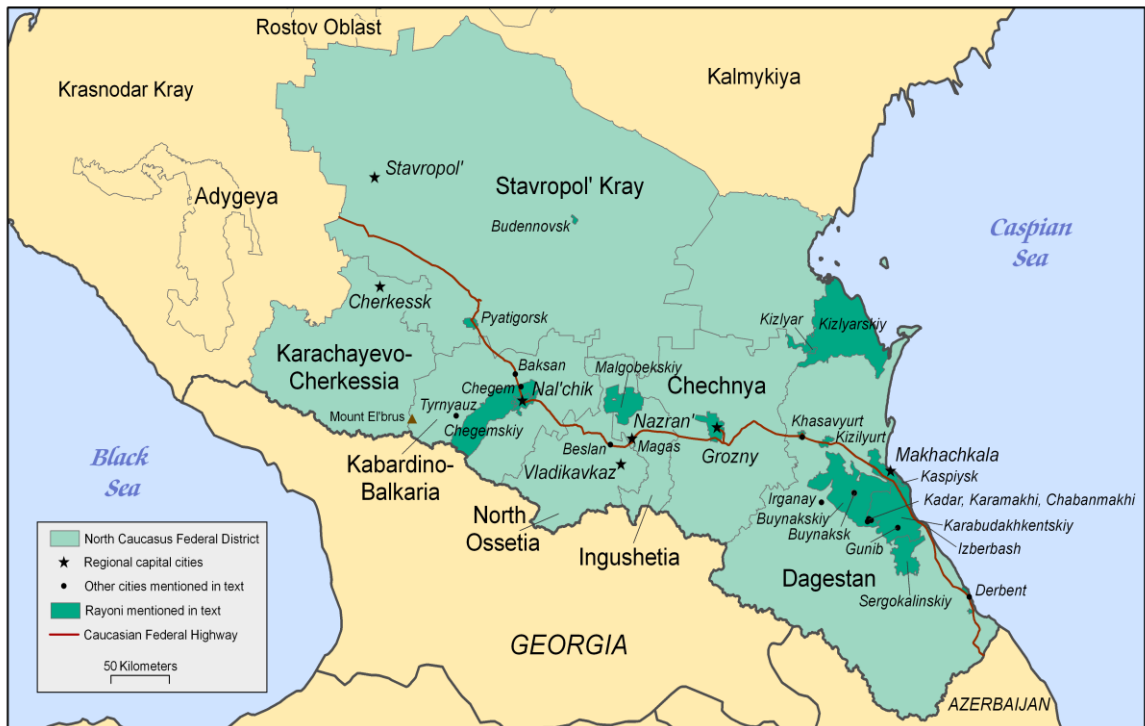 Rostov Oblast
Krasnodar Kray
Kalmykiya
Adygeya
Stavropol'
Stavropol' Kray
Budennovsk
Caspian
Sea
Cherkessk
Pyatigorsk
Kizlyar
Kizlyarskiy
Karachayevo-
Cherkessia
Baksan
Malgobekskiy
Chechnya
Chegem
Nal'chik
Tyrnyauz
Mount El'brus
Chegemskiy
Nazran'
Khasavyurt
Kizilyurt
Beslan
Magas
Grozny
Makhachkala
Black
Sea
Kabardino-
Balkaria
Vladikavkaz
Kaspiysk
Irganay
Kadar, Karamakhi, Chabanmakhi
Buynakskiy
Buynaksk
Karabudakhkentskiy
Gunib
Izberbash
North
Ossetia
Ingushetia
Dagestan
Sergokalinskiy
Derbent
GEORGIA
AZERBAIJAN
North Caucasus Federal District
Regional capital cities
Other cities mentioned in text
Rayoni mentioned in text
Caucasian Federal Highway
50 Kilometers